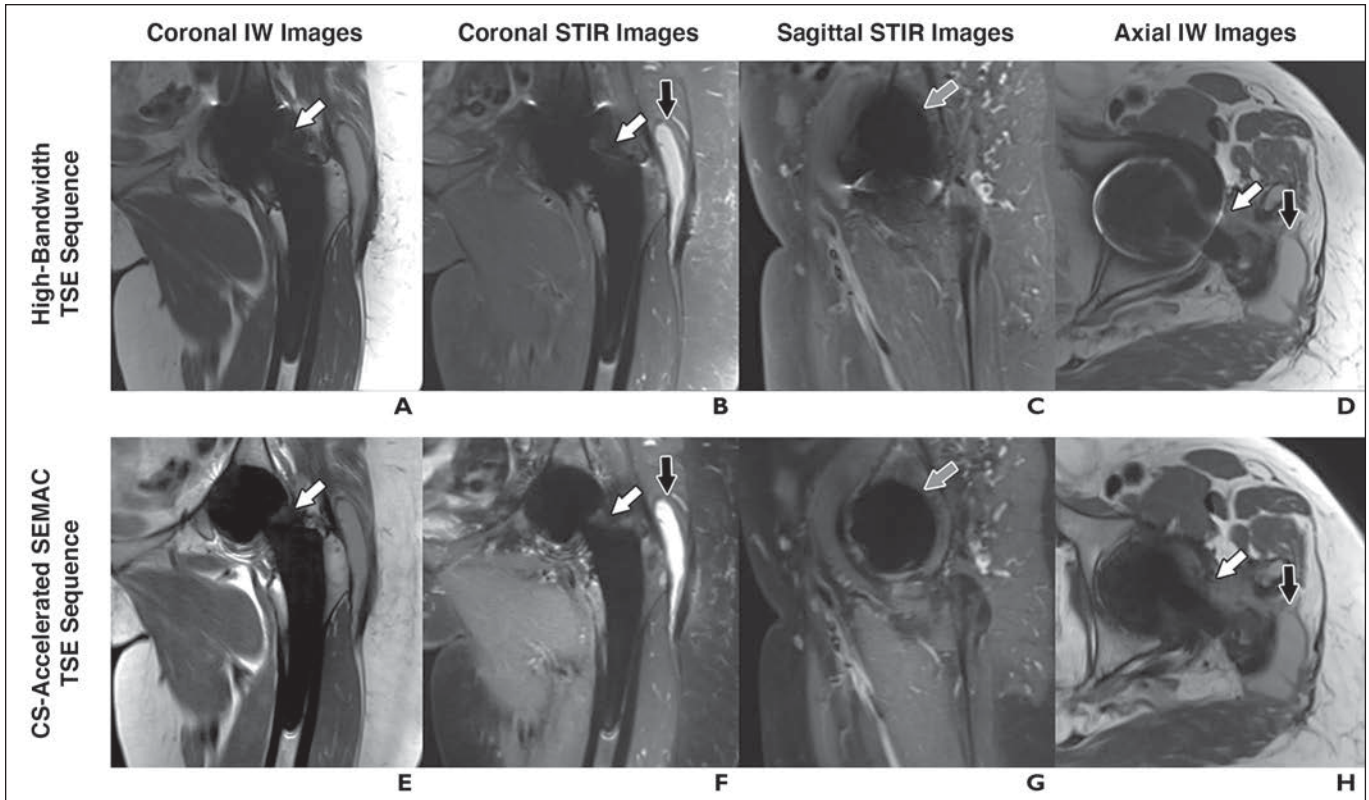 Coronal IW Images
Coronal STIR Images
Sagittal STIR Images
Axial IW Images
High-Bandwidth
TSE Sequence
A
B
C
D
CS-Accelerated SEMAC
TSE Sequence
E
F
G
H